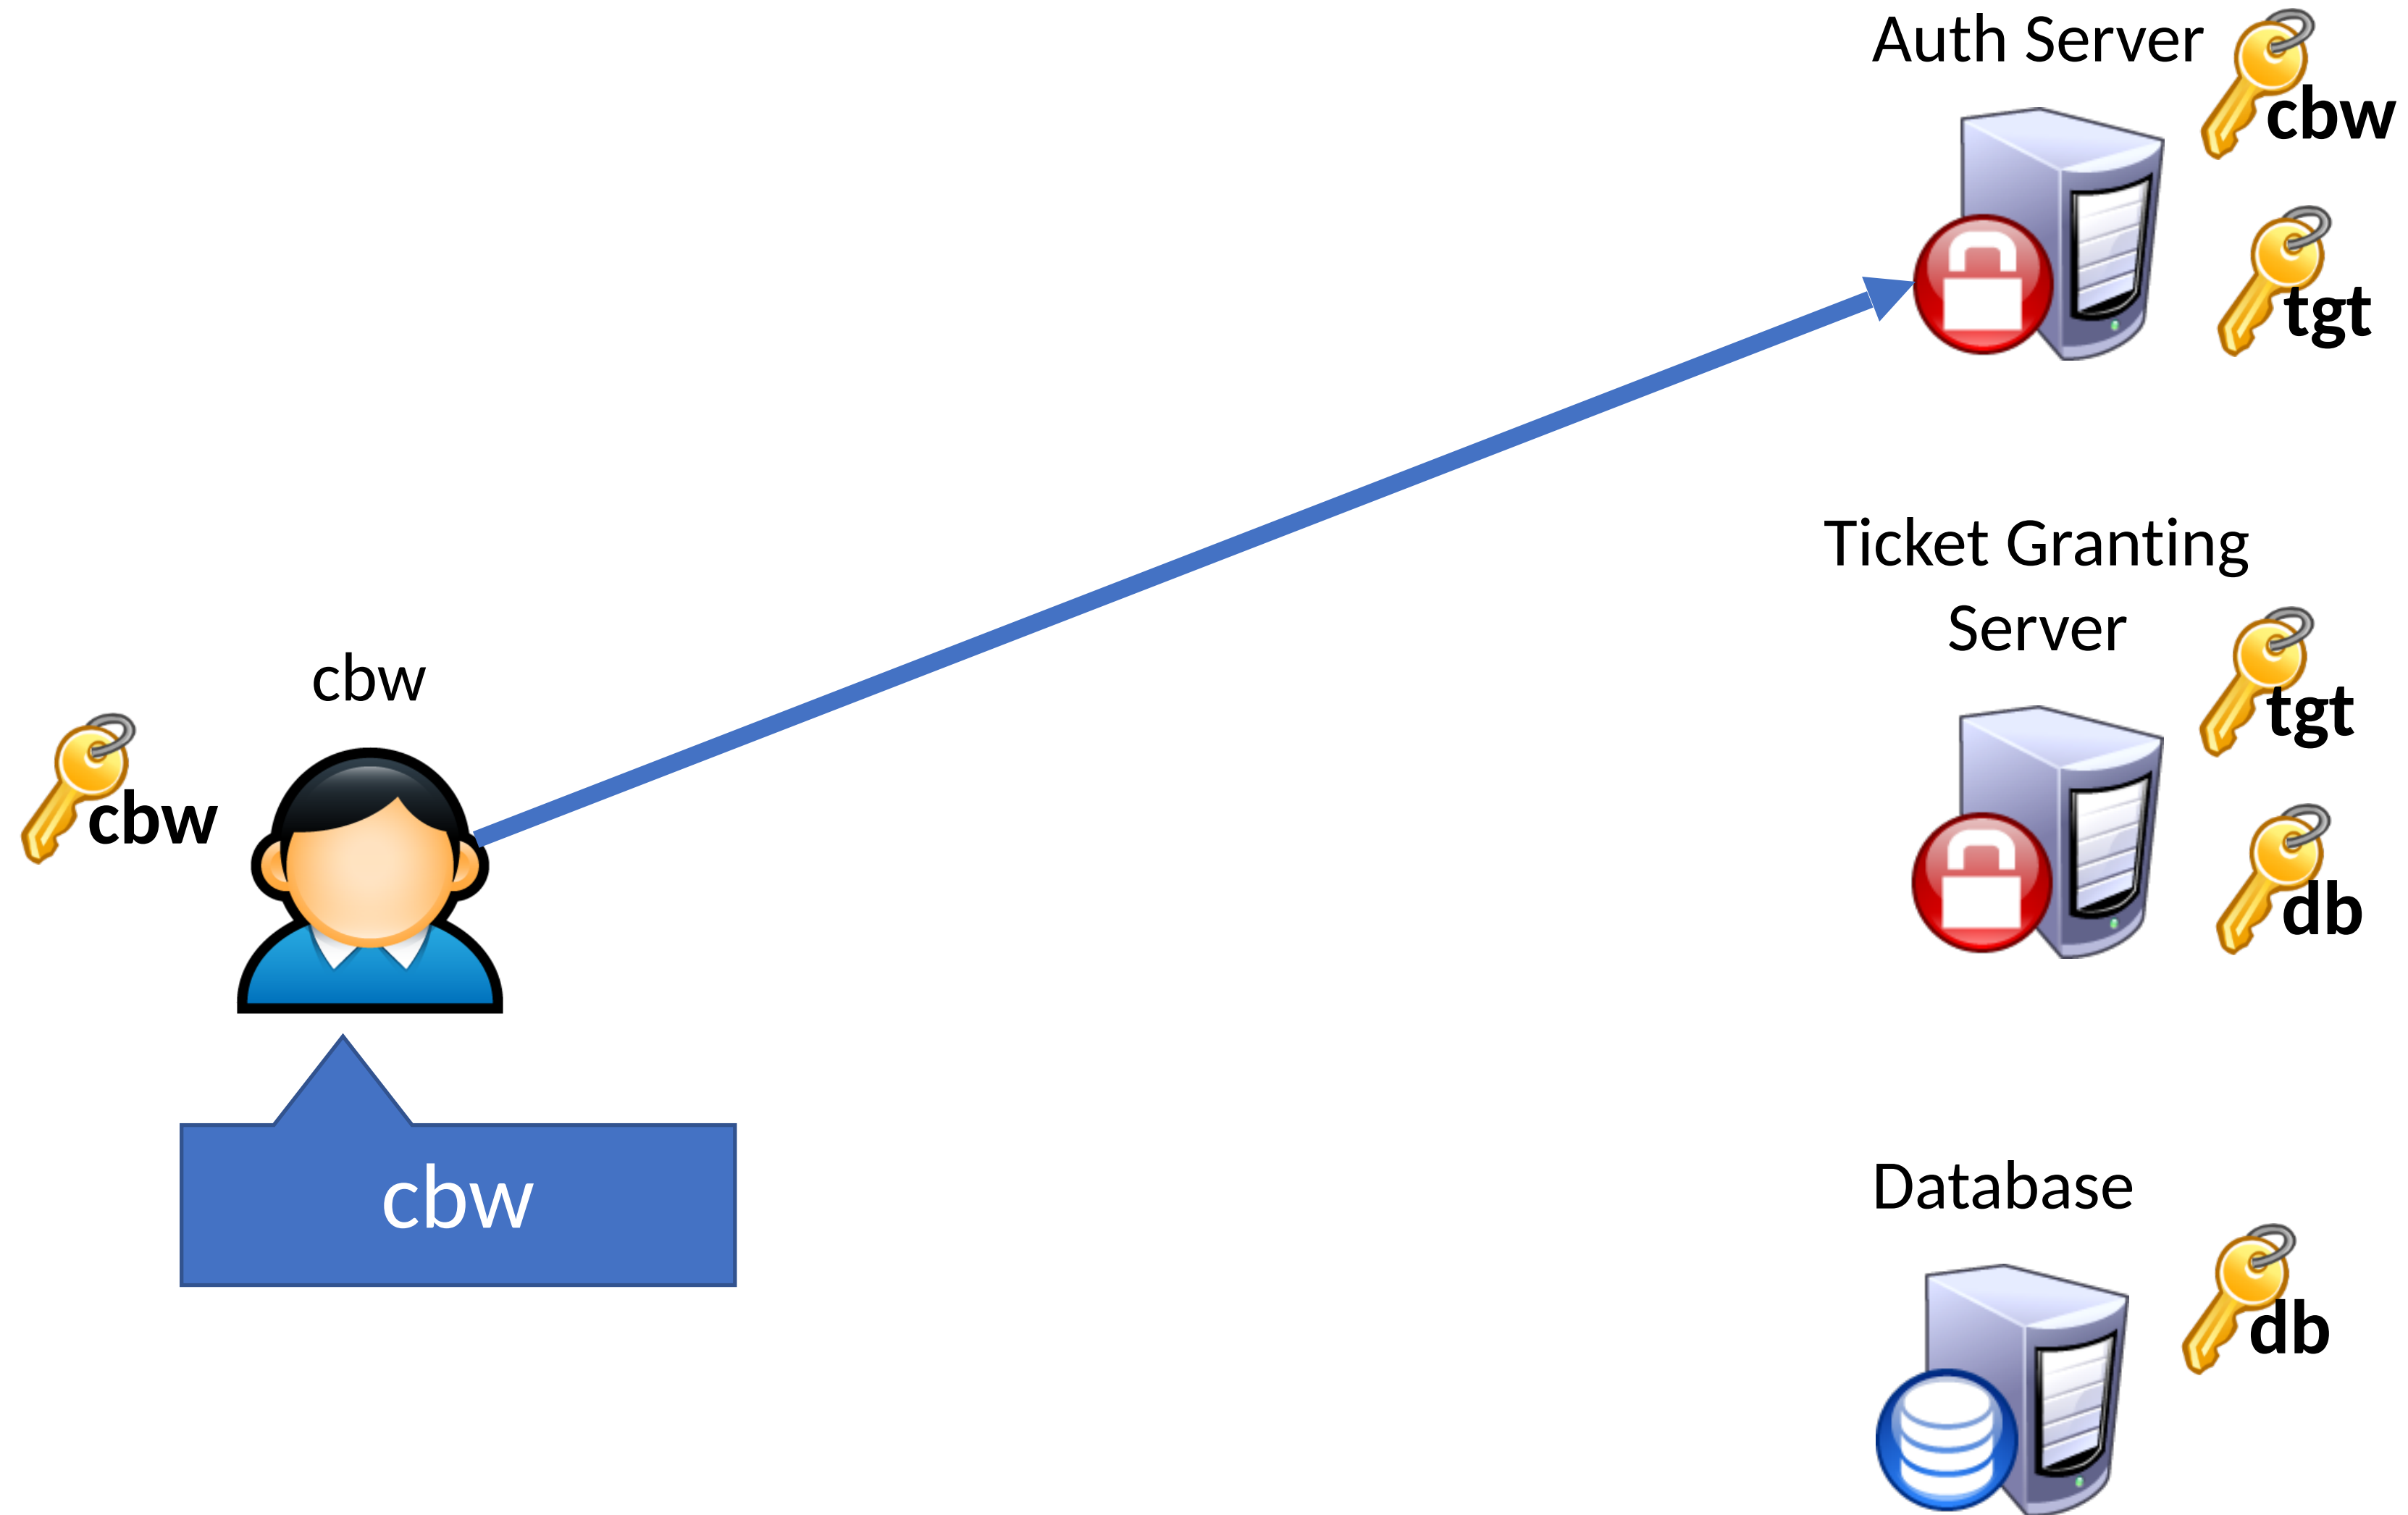 Auth Server
cbw
tgt
Ticket Granting
Server
tgt
db
cbw
cbw
cbw
Database
db